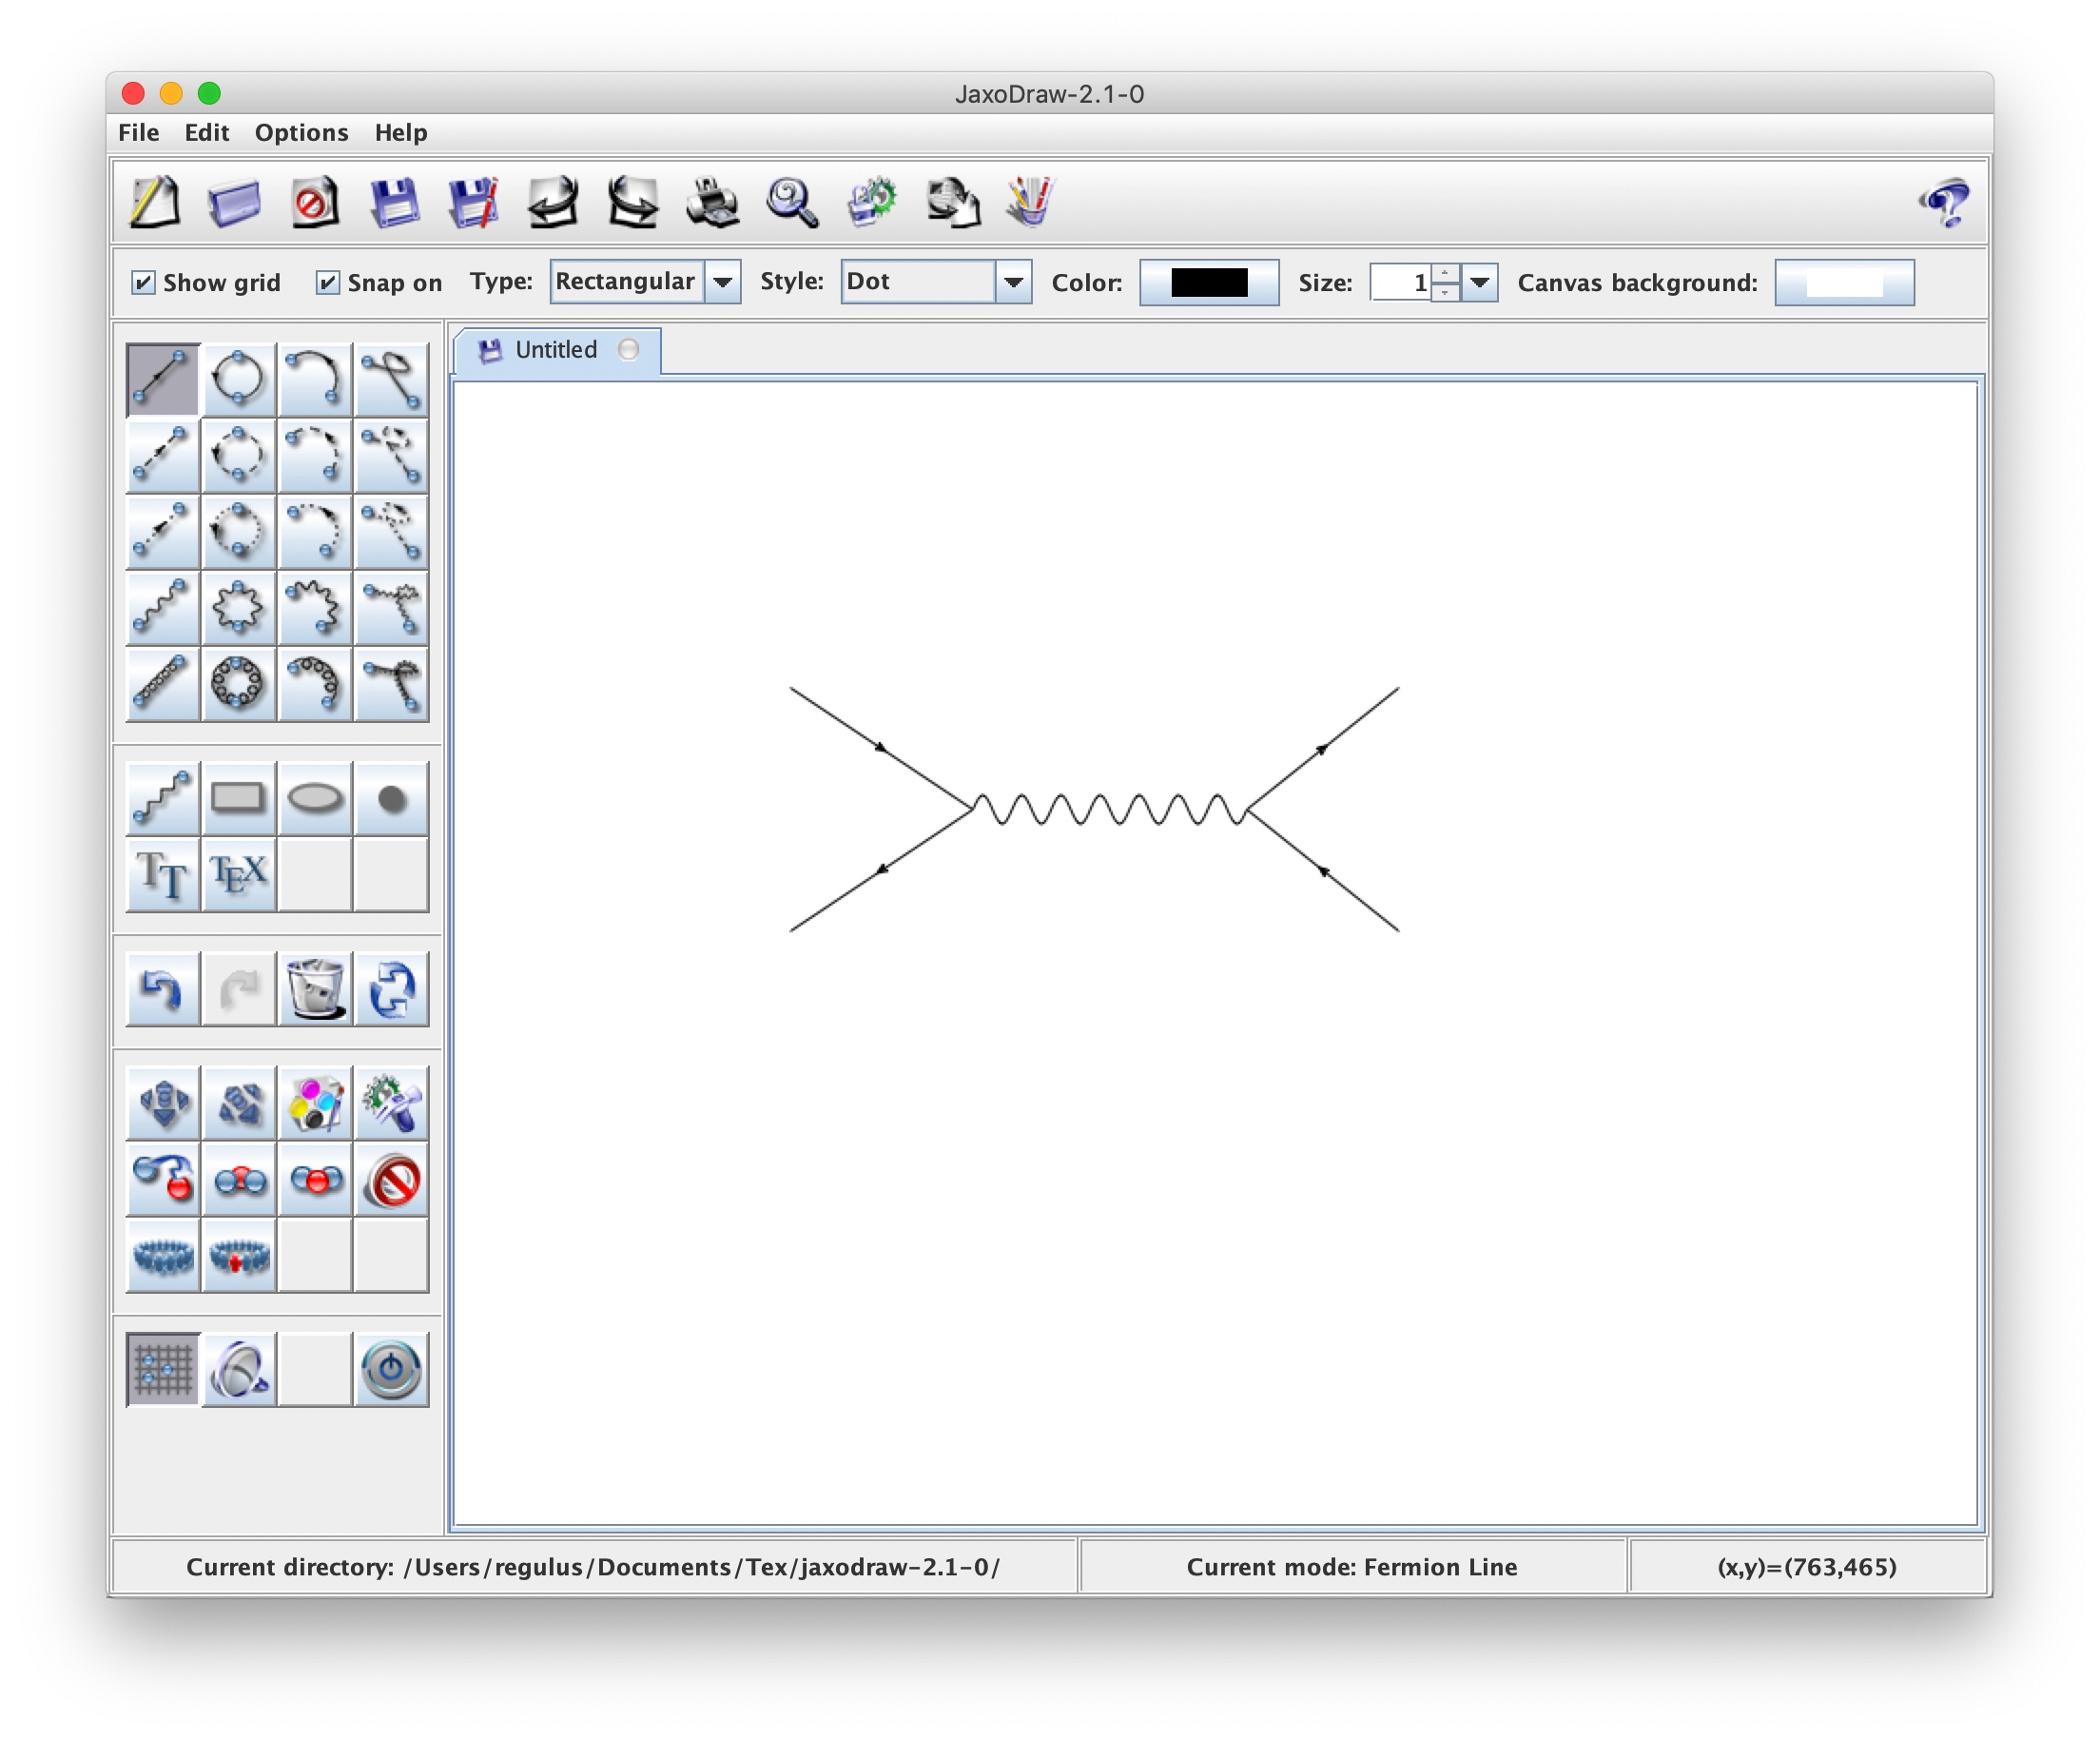 JaxoDraw-2.1-0
File Edit Options Help
Show grid Snap on Type: Rectangular Style: Dot Color: Size: 1 Canvas background:
Untitled
TT TEX
Current directory: /Users/regulus/Documents/Tex/jaxodraw-2.1-0/ Current mode: Fermion Line (x,y)=(763,465)